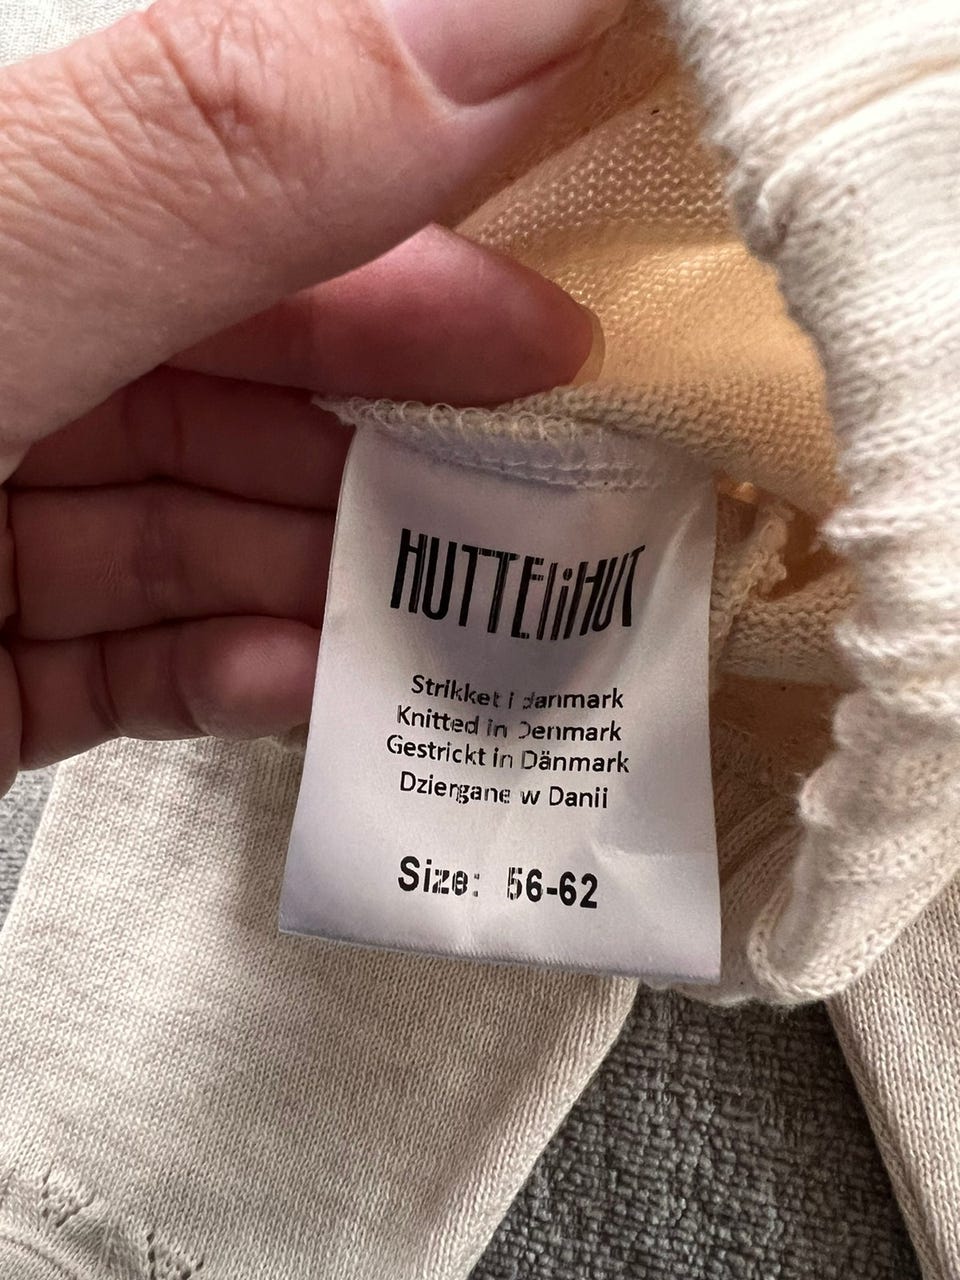 HUTTELiHUT
Strikket i danmark
Knitted in Denmark
Gestrickt in Dänmark
Dziergane w Danii
Size: 56-62